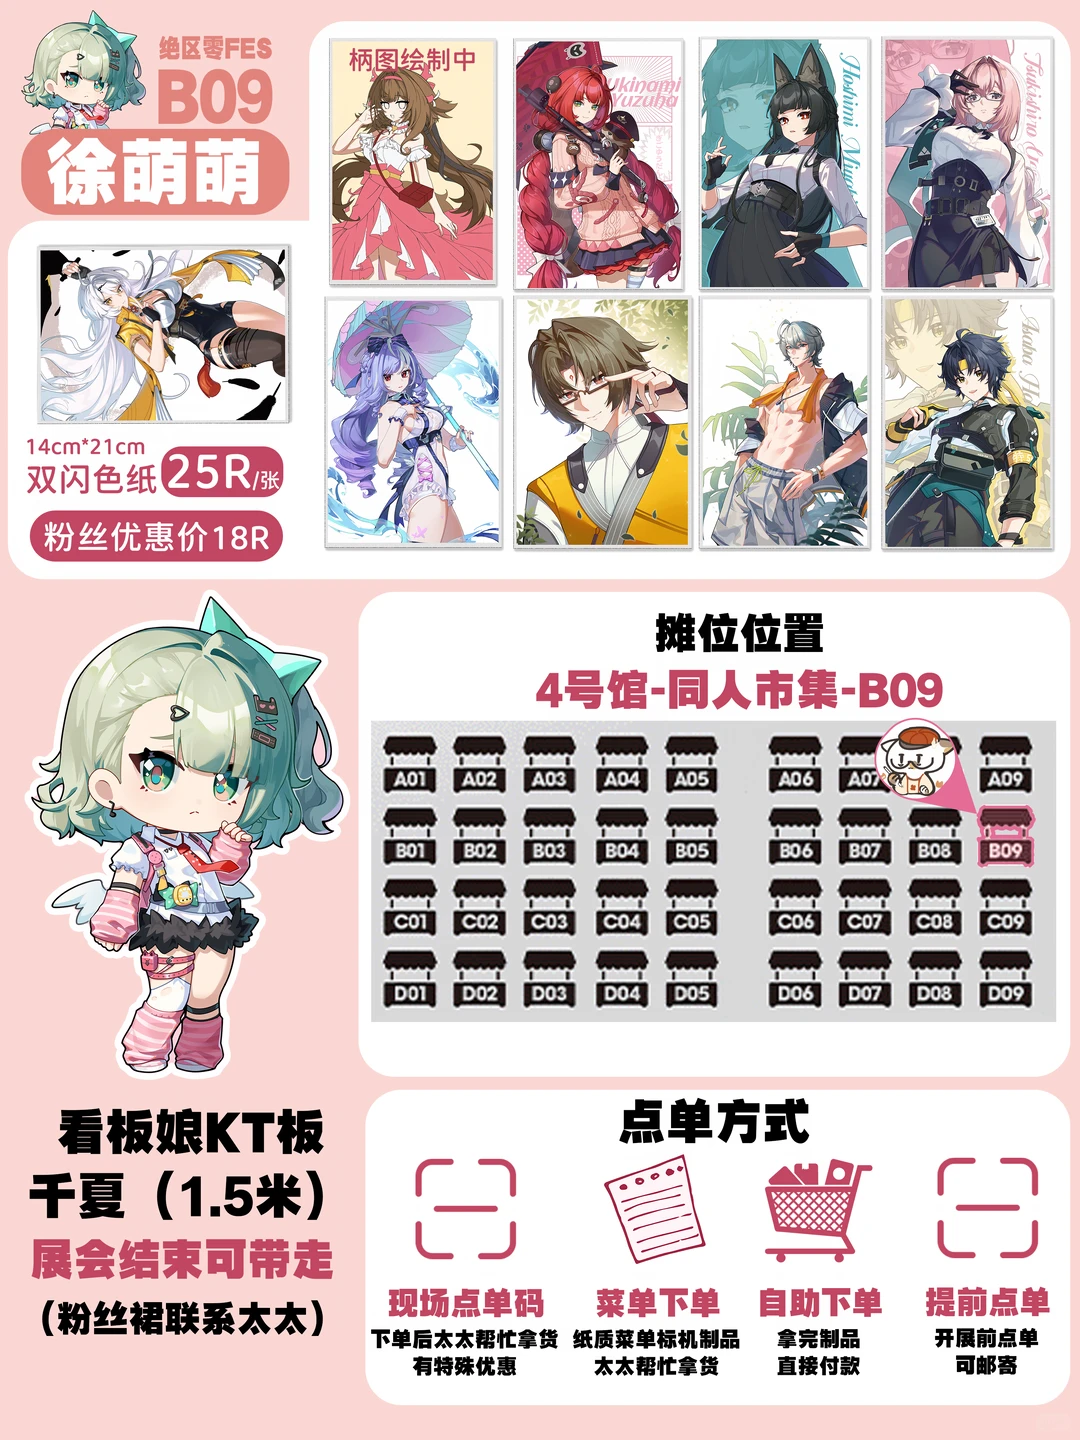 绝区零FES
B09
徐萌萌
柄图绘制中
Ukinami
Yuzuha
Hoshimi Miyabi
Tsukishiro
14cm*21cm
双闪色纸 25R/张
粉丝优惠价18R
Asaba
摊位位置
4号馆-同人市集-B09
A01 A02 A03 A04 A05 A06 A07 A09
B01 B02 B03 B04 B05 B06 B07 B08 B09
C01 C02 C03 C04 C05 C06 C07 C08 C09
D01 D02 D03 D04 D05 D06 D07 D08 D09
看板娘KT板
千夏（1.5米）
展会结束可带走
（粉丝裙联系太太）
点单方式
现场点单码
下单后太太帮忙拿货
有特殊优惠
菜单下单
纸质菜单标机制品
太太帮忙拿货
自助下单
拿完制品
直接付款
提前点单
开展前点单
可邮寄